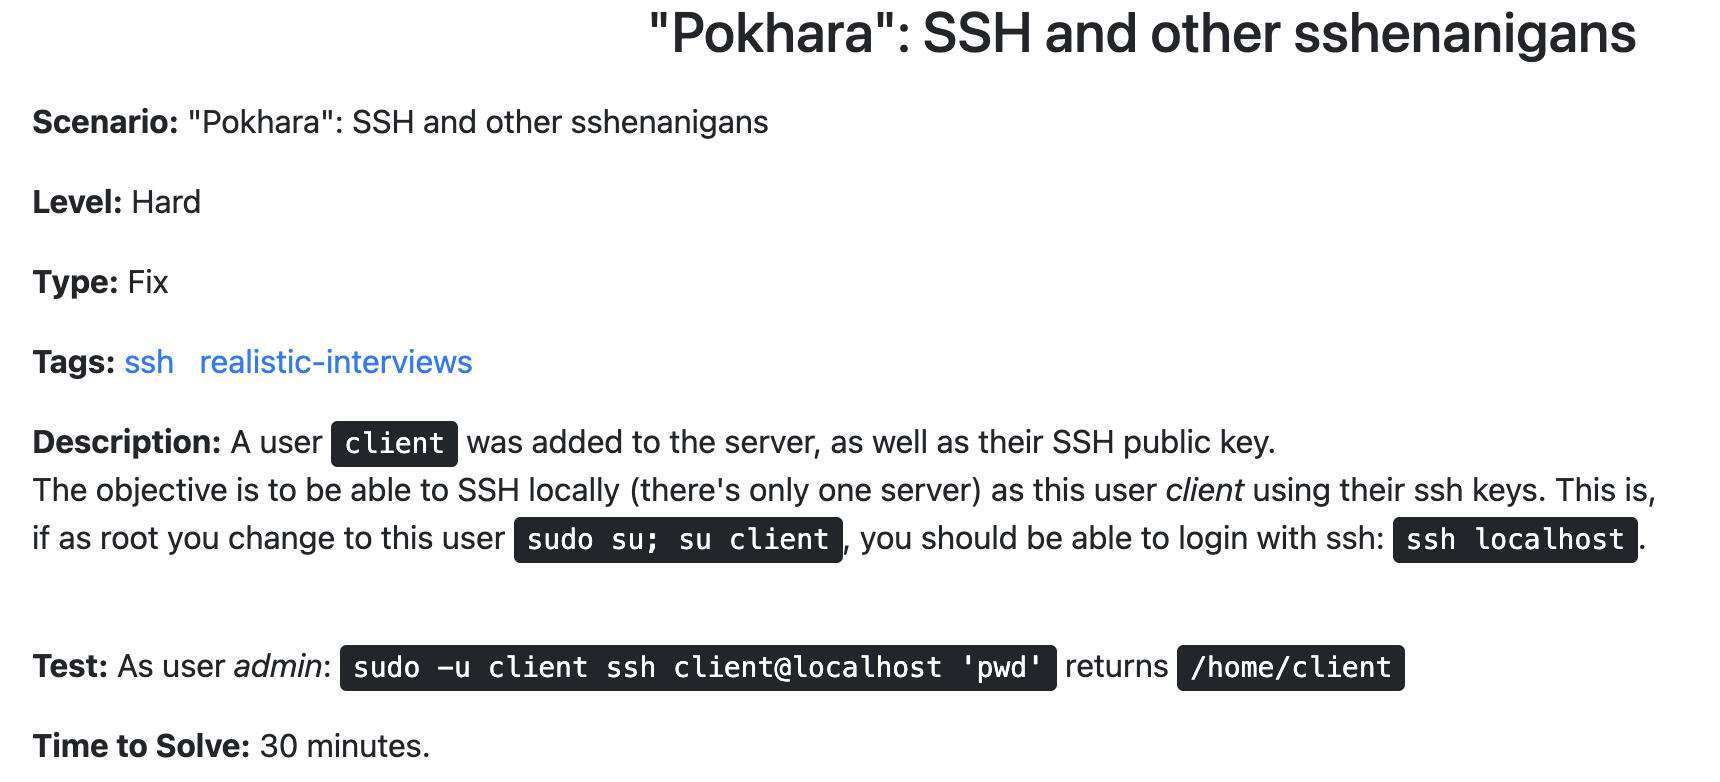 "Pokhara": SSH and other sshenanigans
Scenario: "Pokhara": SSH and other sshenanigans
Level: Hard
Type: Fix
Tags: ssh realistic-interviews
Description: A user client was added to the server, as well as their SSH public key.
The objective is to be able to SSH locally (there's only one server) as this user client using their ssh keys. This is,
if as root you change to this user sudo su; su client, you should be able to login with ssh: ssh localhost.
Test: As user admin: sudo -u client ssh client@localhost 'pwd' returns /home/client
Time to Solve: 30 minutes.